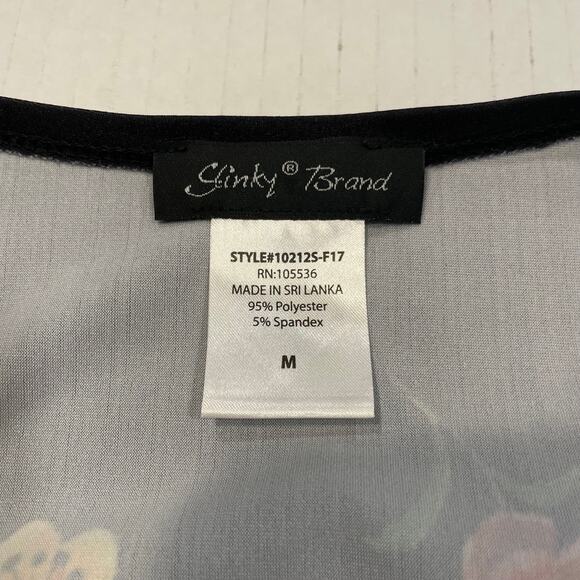 Slinky® Brand
STYLE#10212S-F17
RN:105536
MADE IN SRI LANKA
95% Polyester
5% Spandex
M